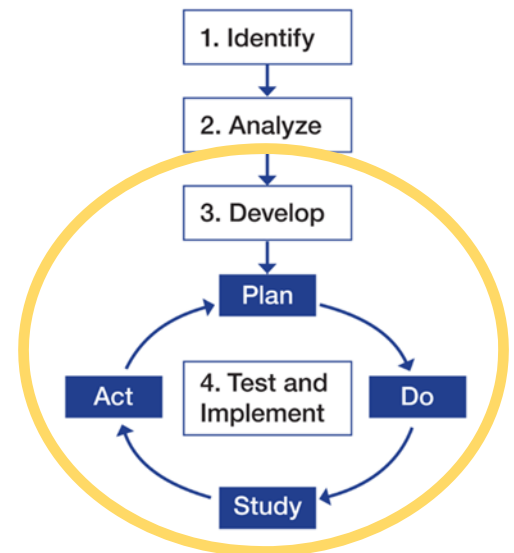 1. Identify
2. Analyze
3. Develop
Plan
Act
4. Test and
Implement
Do
Study